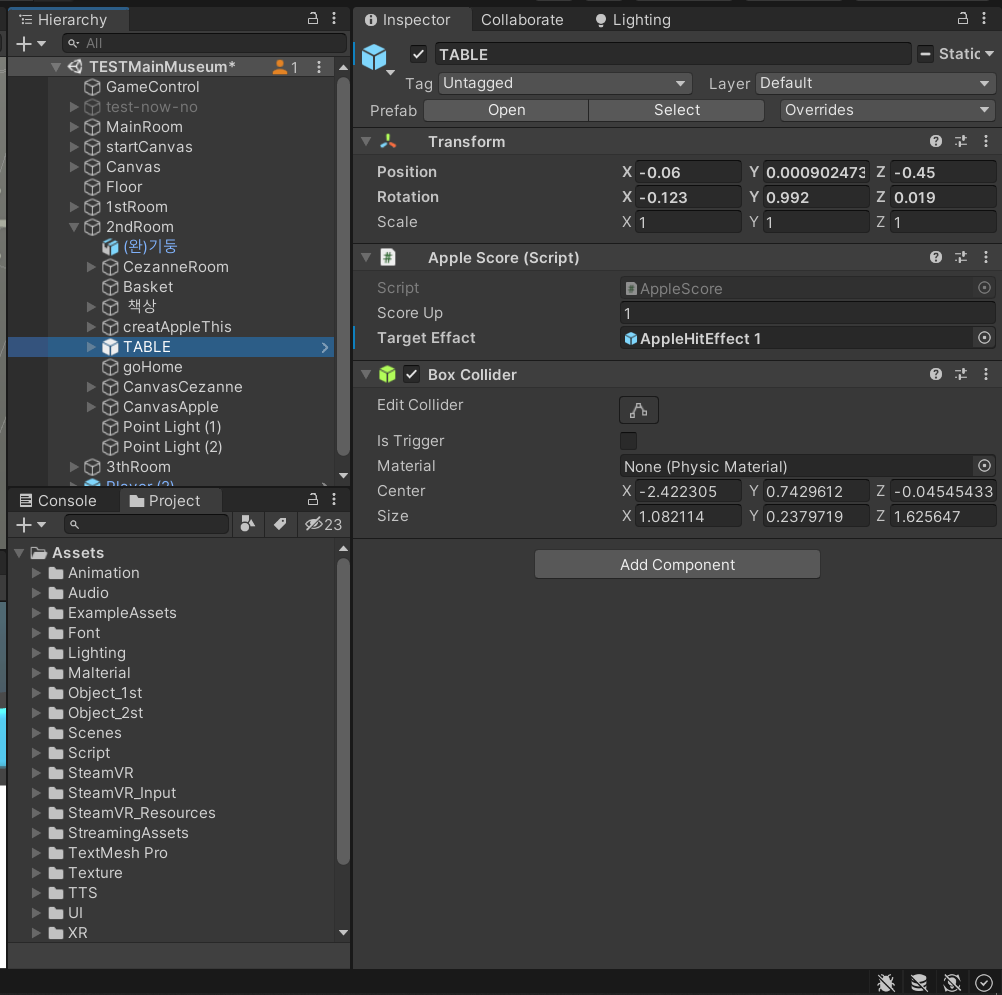 Hierarchy
All
TESTMainMuseum* 1
GameControl
test-now-no
MainRoom
startCanvas
Canvas
Floor
1stRoom
2ndRoom
(완)기둥
CezanneRoom
Basket
책상
creatAppleThis
TABLE
goHome
CanvasCezanne
CanvasApple
Point Light (1)
Point Light (2)
3thRoom
Player (2)
Console Project
23
Assets
Animation
Audio
ExampleAssets
Font
Lighting
Malterial
Object_1st
Object_2st
Scenes
Script
SteamVR
SteamVR_Input
SteamVR_Resources
StreamingAssets
TextMesh Pro
Texture
TTS
UI
XR
Inspector Collaborate Lighting
TABLE Static
Tag Untagged Layer Default
Prefab Open Select Overrides
Transform
Position X -0.06 Y 0.000902473 Z -0.45
Rotation X -0.123 Y 0.992 Z 0.019
Scale X 1 Y 1 Z 1
# Apple Score (Script)
Script # AppleScore
Score Up 1
Target Effect AppleHitEffect 1
Box Collider
Edit Collider
Is Trigger
Material None (Physic Material)
Center X -2.422305 Y 0.7429612 Z -0.04545433
Size X 1.082114 Y 0.2379719 Z 1.625647
Add Component